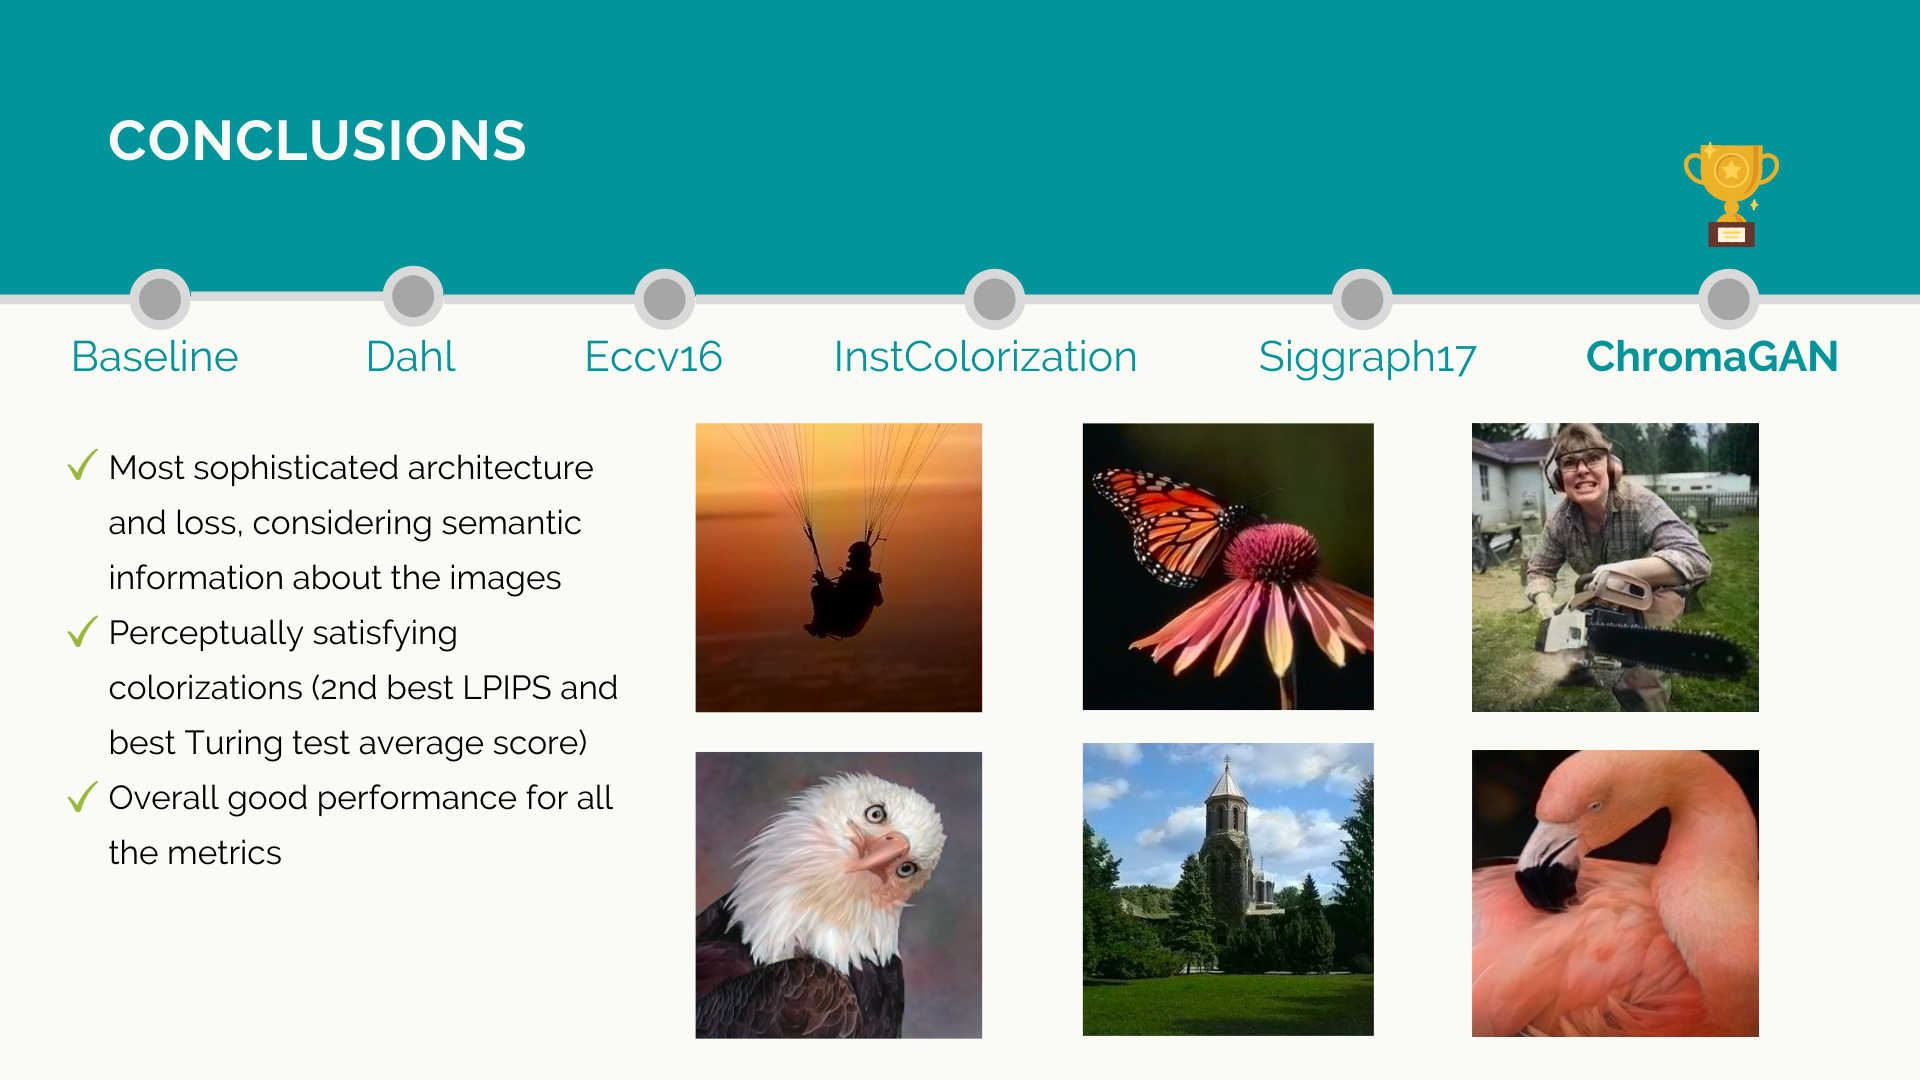 CONCLUSIONS
Baseline
Dahl
Eccv16
InstColorization
Siggraph17
ChromaGAN
Most sophisticated architecture
and loss, considering semantic
information about the images
Perceptually satisfying
colorizations (2nd best LPIPS and
best Turing test average score)
Overall good performance for all
the metrics